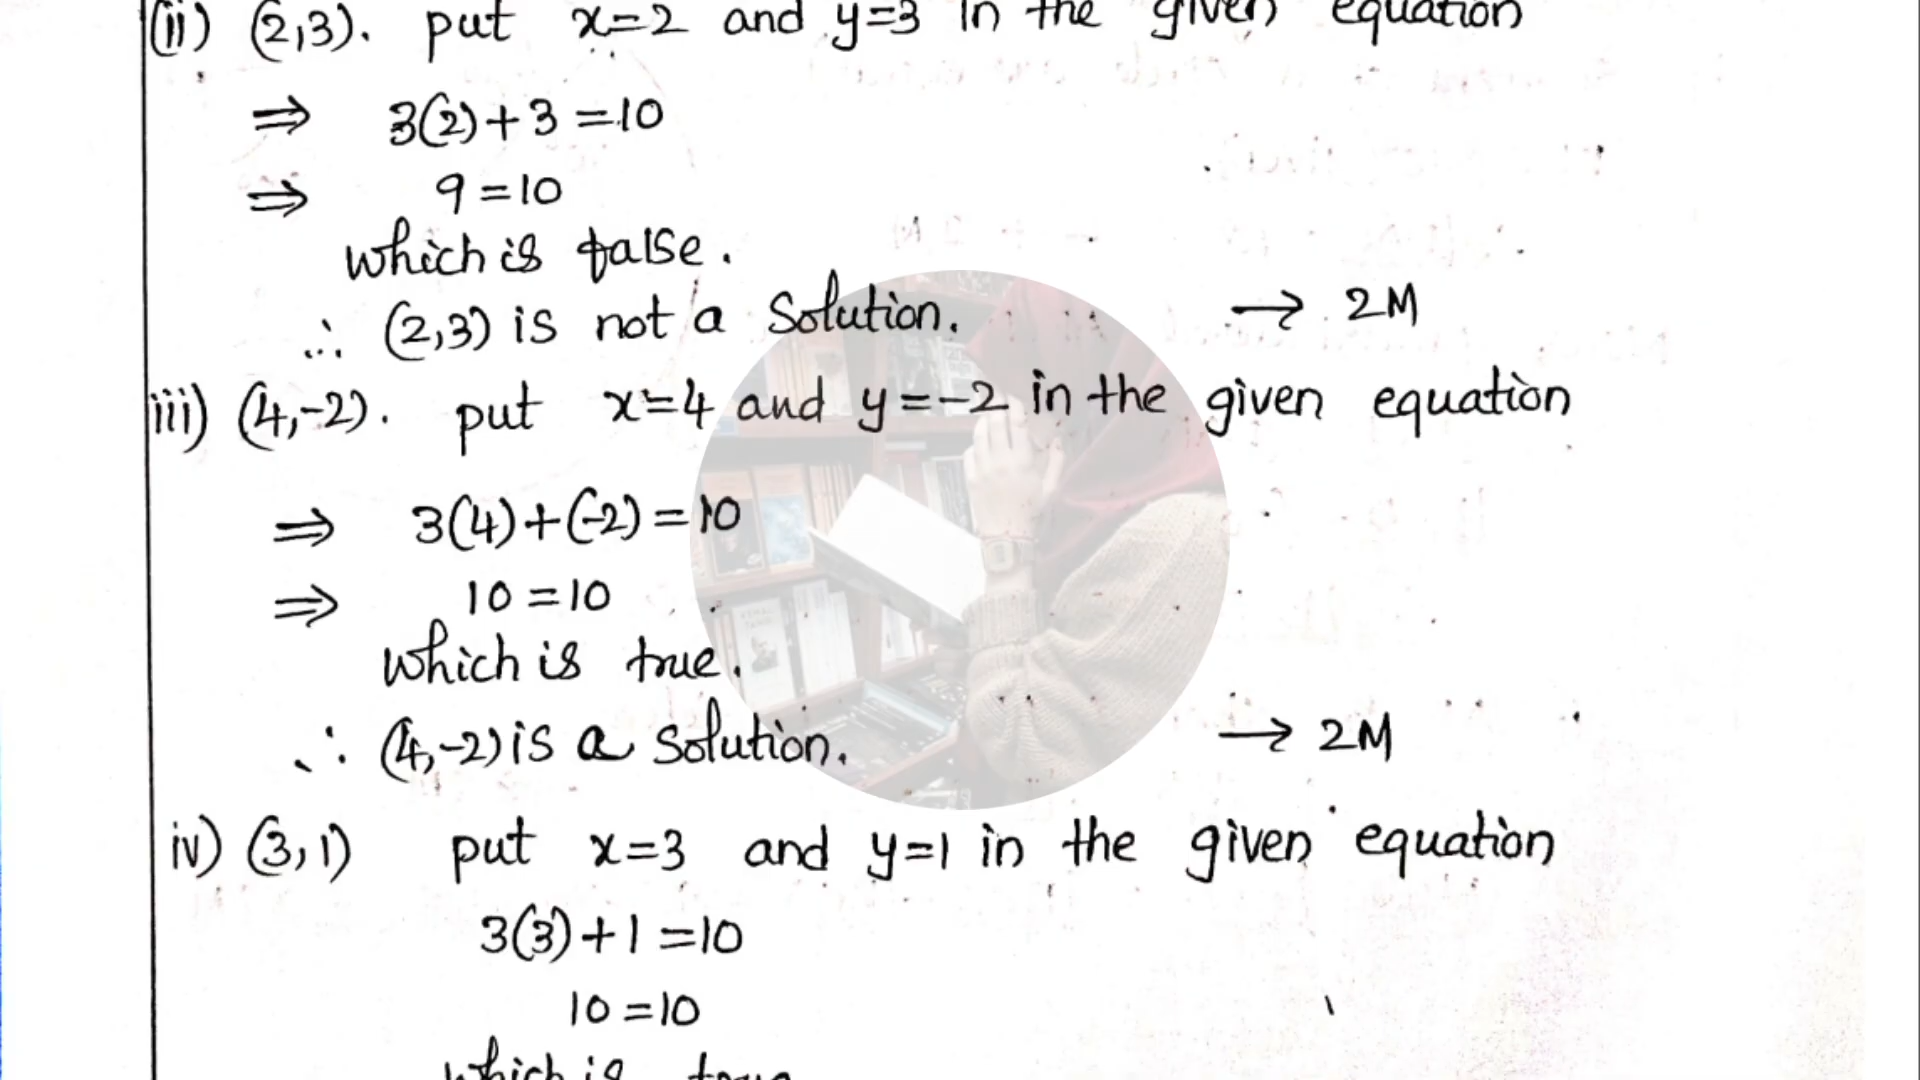 (ii) (2,3). put x=2 and y=3 in the given equation
⇒ 3(2)+3=10
⇒ 9=10
which is false.
∴ (2,3) is not a solution. → 2M
iii) (4,-2). put x=4 and y=-2 in the given equation
⇒ 3(4)+(-2)=10
⇒ 10=10
which is true.
∴ (4,-2) is a solution. → 2M
iv) (3,1) put x=3 and y=1 in the given equation
3(3)+1=10
10=10
which is true